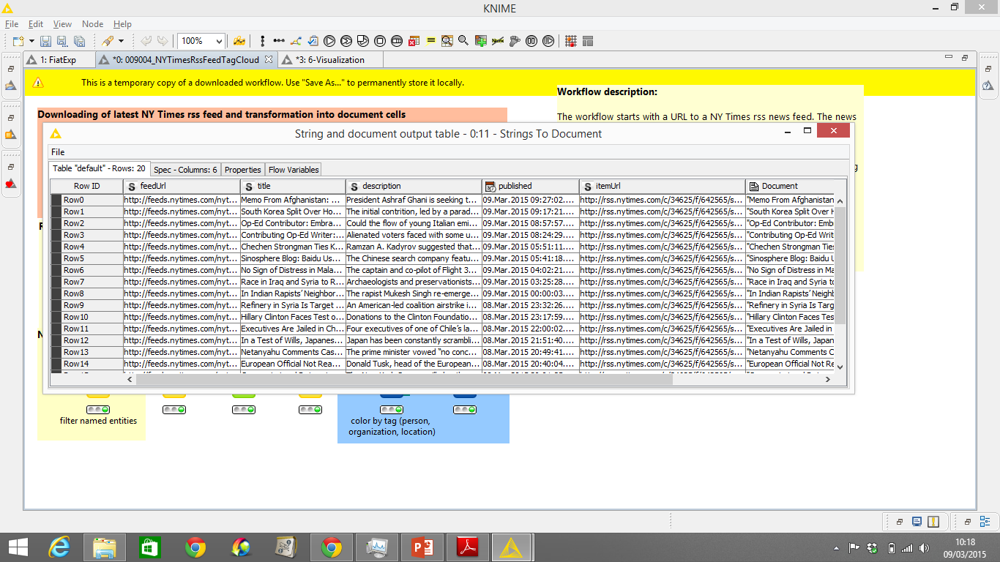 KNIME
File Edit View Node Help
100%
1: FiatExp *0: 009004_NYTimesRssFeedTagCloud *3: 6-Visualization
This is a temporary copy of a downloaded workflow. Use "Save As..." to permanently store it locally.
Workflow description:
Downloading of latest NY Times rss feed and transformation into document cells
The workflow starts with a URL to a NY Times rss news feed. The news
String and document output table - 0:11 - Strings To Document
File
Table "default" - Rows: 20 Spec - Columns: 6 Properties Flow Variables
Row ID S feedUrl S title S description published S itemUrl Document
Row0 http://feeds.nytimes.com/nyt... Memo From Afghanistan: ... President Ashraf Ghani is seeking t... 09.Mar.2015 09:27:02.... http://rss.nytimes.com/c/34625/f/642565/s... "Memo From Afghanistan
Row1 http://feeds.nytimes.com/nyt... South Korea Split Over Ho... The initial contrition, led by a parad... 09.Mar.2015 09:17:21.... http://rss.nytimes.com/c/34625/f/642565/s... "South Korea Split Over H
Row2 http://feeds.nytimes.com/nyt... Op-Ed Contributor: Embra... Could the flow of young Italian emi... 09.Mar.2015 08:57:57.... http://rss.nytimes.com/c/34625/f/642565/s... "Op-Ed Contributor: Emb
Row3 http://feeds.nytimes.com/nyt... Contributing Op-Ed Writer:... Alienated voters faced with some u... 09.Mar.2015 08:24:29.... http://rss.nytimes.com/c/34625/f/642565/s... "Contributing Op-Ed Writ
Row4 http://feeds.nytimes.com/nyt... Chechen Strongman Ties K... Ramzan A. Kadyrov suggested that... 09.Mar.2015 05:51:11.... http://rss.nytimes.com/c/34625/f/642565/s... "Chechen Strongman Ties
Row5 http://feeds.nytimes.com/nyt... Sinosphere Blog: Baidu Us... The Chinese search company featu... 09.Mar.2015 05:41:18.... http://rss.nytimes.com/c/34625/f/642565/s... "Sinosphere Blog: Baidu U
Row6 http://feeds.nytimes.com/nyt... No Sign of Distress in Mala... The captain and co-pilot of Flight 3... 09.Mar.2015 04:02:21.... http://rss.nytimes.com/c/34625/f/642565/s... "No Sign of Distress in Ma
Row7 http://feeds.nytimes.com/nyt... Race in Iraq and Syria to R... Archaeologists and preservationists... 09.Mar.2015 03:25:28.... http://rss.nytimes.com/c/34625/f/642565/s... "Race in Iraq and Syria to
Row8 http://feeds.nytimes.com/nyt... In Indian Rapists' Neighbor... The rapist Mukesh Singh re-emerge... 09.Mar.2015 00:00:03.... http://rss.nytimes.com/c/34625/f/642565/s... "In Indian Rapists' Neighb
Row9 http://feeds.nytimes.com/nyt... Refinery in Syria Is Target ... An American-led coalition airstrike i... 08.Mar.2015 23:32:26.... http://rss.nytimes.com/c/34625/f/642565/s... "Refinery in Syria Is Targ
Row10 http://feeds.nytimes.com/nyt... Hillary Clinton Faces Test o... Donations to the Clinton Foundatio... 08.Mar.2015 23:17:59.... http://rss.nytimes.com/c/34625/f/642565/s... "Hillary Clinton Faces Tes
Row11 http://feeds.nytimes.com/nyt... Executives Are Jailed in Ch... Four executives of one of Chile's la... 08.Mar.2015 22:00:02.... http://rss.nytimes.com/c/34625/f/642565/s... "Executives Are Jailed in
Row12 http://feeds.nytimes.com/nyt... In a Test of Wills, Japanes... Japan has been constantly scrambli... 08.Mar.2015 21:51:40.... http://rss.nytimes.com/c/34625/f/642565/s... "In a Test of Wills, Japan
Row13 http://feeds.nytimes.com/nyt... Netanyahu Comments Cas... The prime minister vowed "no conc... 08.Mar.2015 20:49:41.... http://rss.nytimes.com/c/34625/f/642565/s... "Netanyahu Comments C
Row14 http://feeds.nytimes.com/nyt... European Official Not Rea... Donald Tusk, head of the European... 08.Mar.2015 20:40:04.... http://rss.nytimes.com/c/34625/f/642565/s... "European Official Not Re
filter named entities
color by tag (person,
organization, location)
10:18
09/03/2015